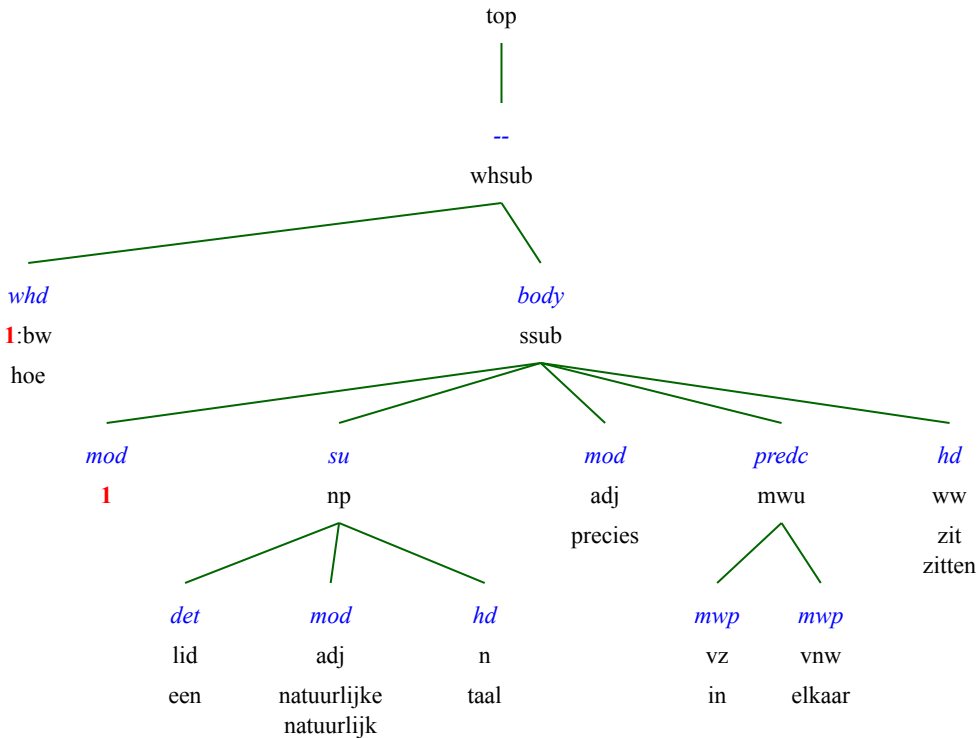 top
--
whsub
whd body
1:bw ssub
hoe
mod su mod predc hd
1 np adj mwu ww
precies zit
zitten
det mod hd mwp mwp
lid adj n vz vnw
een natuurlijke taal in elkaar
natuurlijk